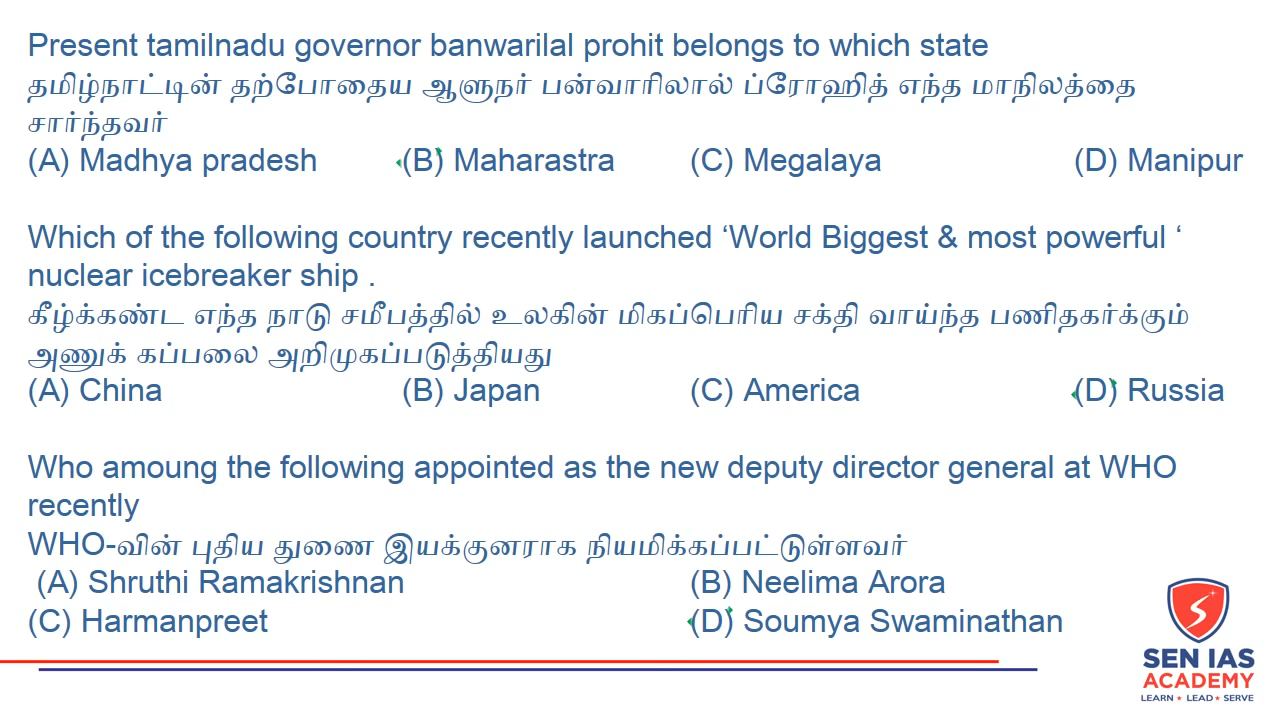 Present tamilnadu governor banwarilal prohit belongs to which state
தமிழ்நாட்டின் தற்போதைய ஆளுநர் பன்வாரிலால் ப்ரோஹித் எந்த மாநிலத்தை
சார்ந்தவர்
(A) Madhya pradesh (B) Maharastra (C) Megalaya (D) Manipur
Which of the following country recently launched ‘World Biggest & most powerful ‘
nuclear icebreaker ship .
கீழ்க்கண்ட எந்த நாடு சமீபத்தில் உலகின் மிகப்பெரிய சக்தி வாய்ந்த பணிதகர்க்கும்
அணுக் கப்பலை அறிமுகப்படுத்தியது
(A) China (B) Japan (C) America (D) Russia
Who amoung the following appointed as the new deputy director general at WHO
recently
WHO-வின் புதிய துணை இயக்குனராக நியமிக்கப்பட்டுள்ளவர்
(A) Shruthi Ramakrishnan (B) Neelima Arora
(C) Harmanpreet (D) Soumya Swaminathan
SEN IAS
ACADEMY
LEARN ★ LEAD ★ SERVE